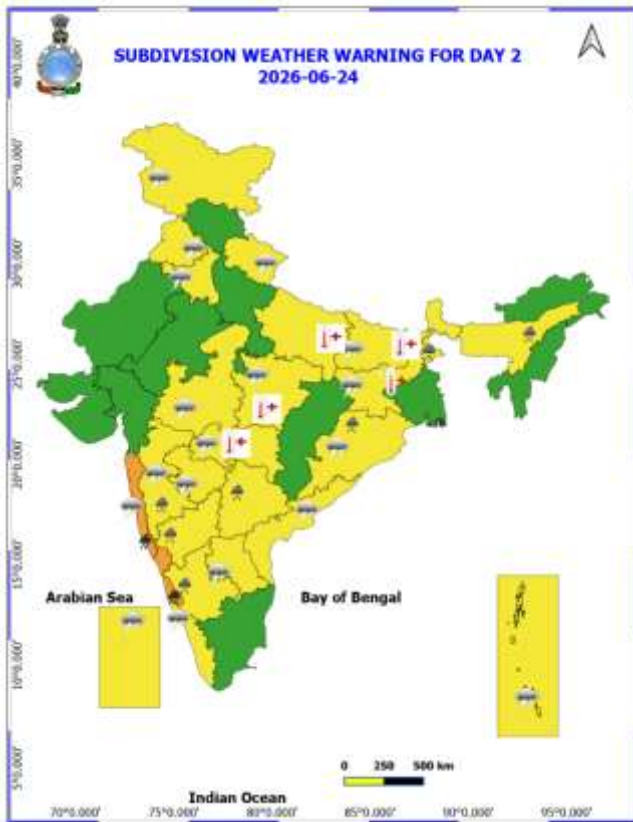 SUBDIVISION WEATHER WARNING FOR DAY 2
2026-06-24
40°0.000'
35°0.000'
30°0.000'
25°0.000'
20°0.000'
15°0.000'
10°0.000'
5°0.000'
Arabian Sea
Bay of Bengal
0 250 500 km
Indian Ocean
70°0.000' 75°0.000' 80°0.000' 85°0.000' 90°0.000' 95°0.000'